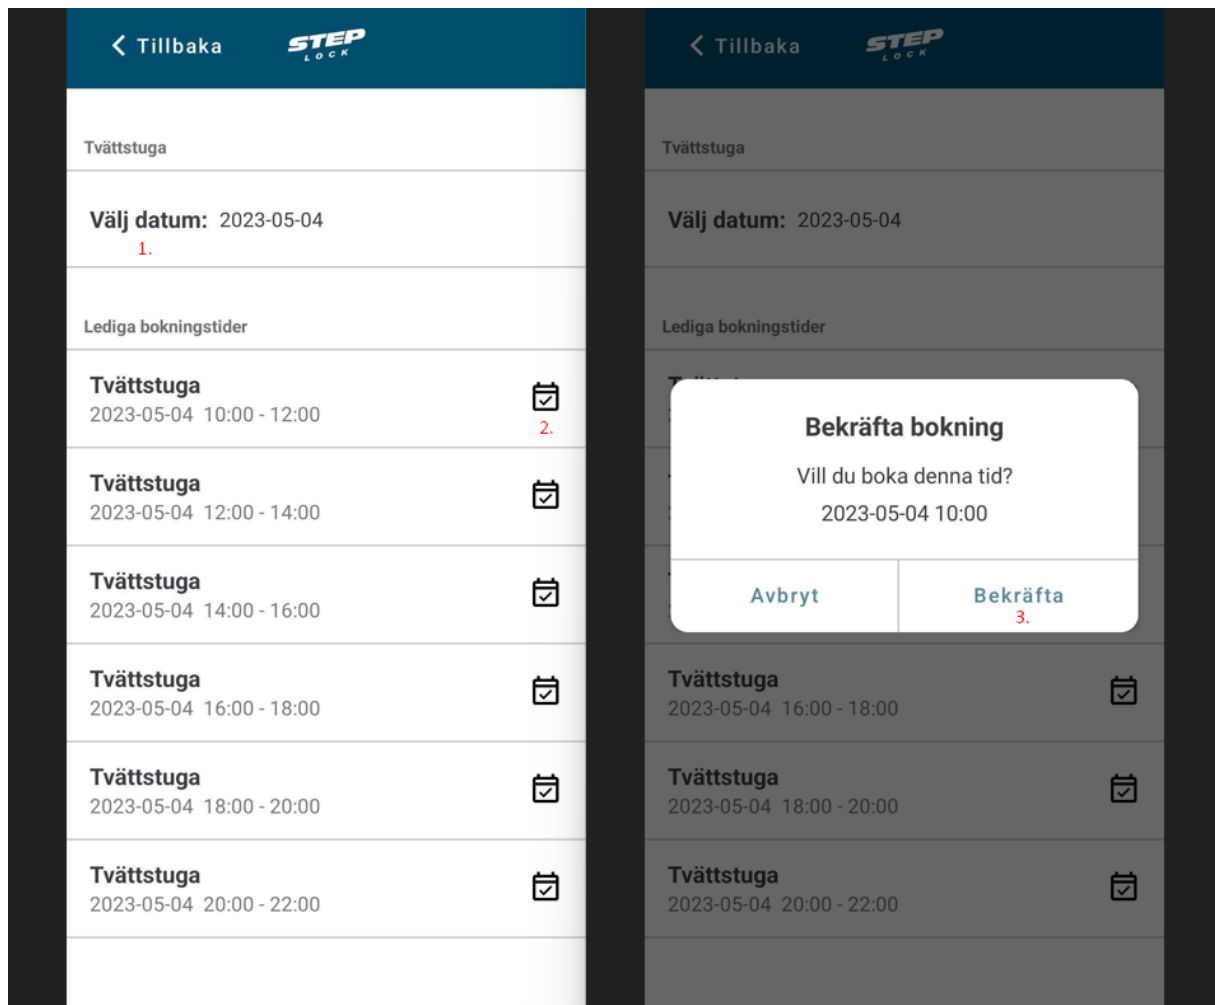 Tillbaka
STEP
LOCK
Tvättstuga
Välj datum: 2023-05-04
1.
Lediga bokningstider
Tvättstuga
2023-05-04 10:00 - 12:00
2.
Tvättstuga
2023-05-04 12:00 - 14:00
Tvättstuga
2023-05-04 14:00 - 16:00
Tvättstuga
2023-05-04 16:00 - 18:00
Tvättstuga
2023-05-04 18:00 - 20:00
Tvättstuga
2023-05-04 20:00 - 22:00
Tillbaka
STEP
LOCK
Tvättstuga
Välj datum: 2023-05-04
Lediga bokningstider
Bekräfta bokning
Vill du boka denna tid?
2023-05-04 10:00
Avbryt
Bekräfta
3.
Tvättstuga
2023-05-04 16:00 - 18:00
Tvättstuga
2023-05-04 18:00 - 20:00
Tvättstuga
2023-05-04 20:00 - 22:00